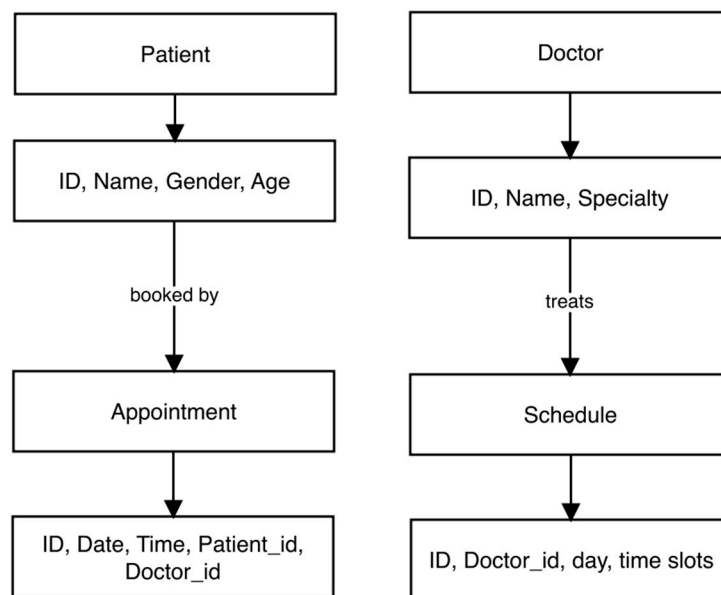 Patient
ID, Name, Gender, Age
booked by
Appointment
ID, Date, Time, Patient_id,
Doctor_id
Doctor
ID, Name, Specialty
treats
Schedule
ID, Doctor_id, day, time slots